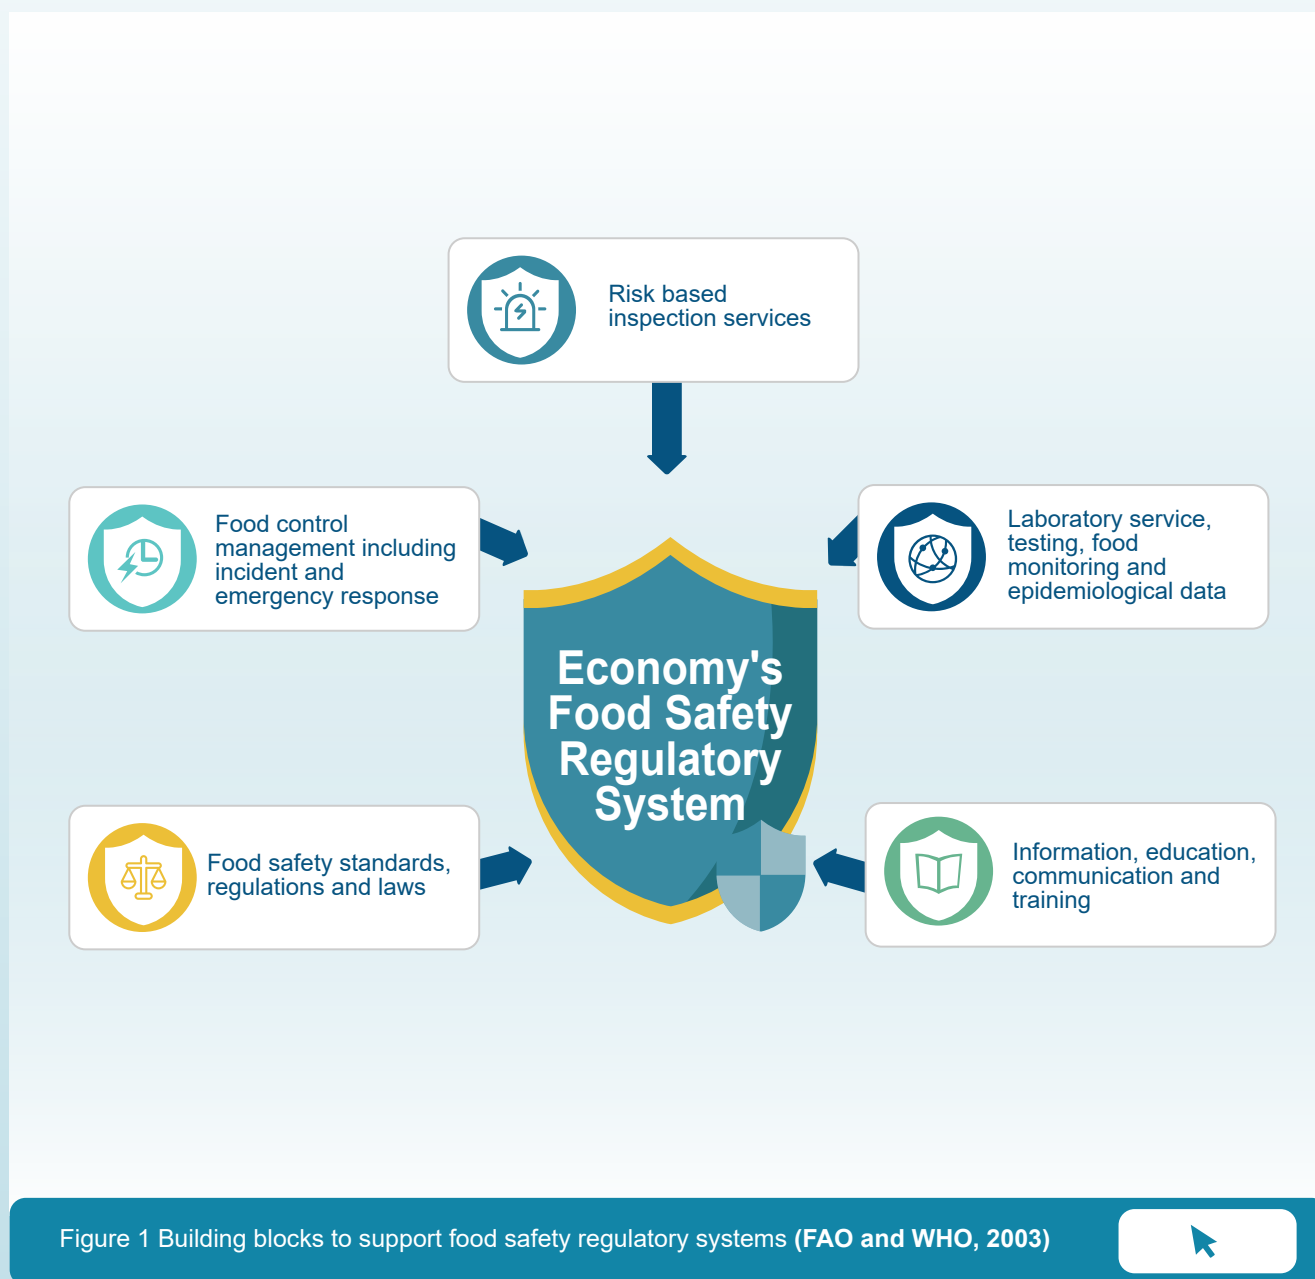 Risk based
inspection services
Food control
management including
incident and
emergency response
Laboratory service,
testing, food
monitoring and
epidemiological data
Economy's
Food Safety
Regulatory
System
Food safety standards,
regulations and laws
Information, education,
communication and
training
Figure 1 Building blocks to support food safety regulatory systems (FAO and WHO, 2003)